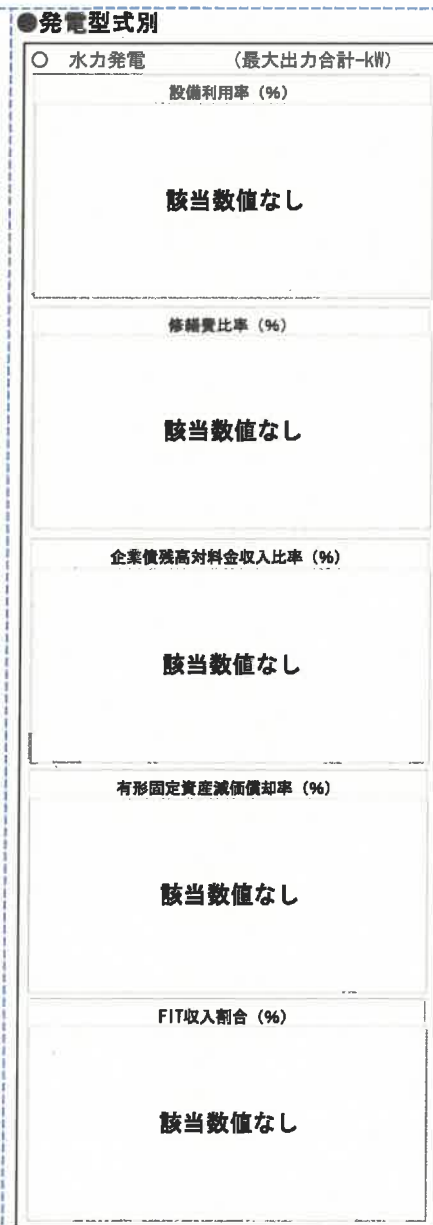 ●発電型式別
○ 水力発電 (最大出力合計-kW)
設備利用率 (%)
該当数値なし
修繕費比率 (%)
該当数値なし
企業債残高対料金収入比率 (%)
該当数値なし
有形固定資産減価償却率 (%)
該当数値なし
FIT収入割合 (%)
該当数値なし